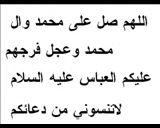 اللهم صل على محمد وال
محمد وعجل فرجهم
عليكم العباس عليه السلام
لاتنسوني من دعائكم